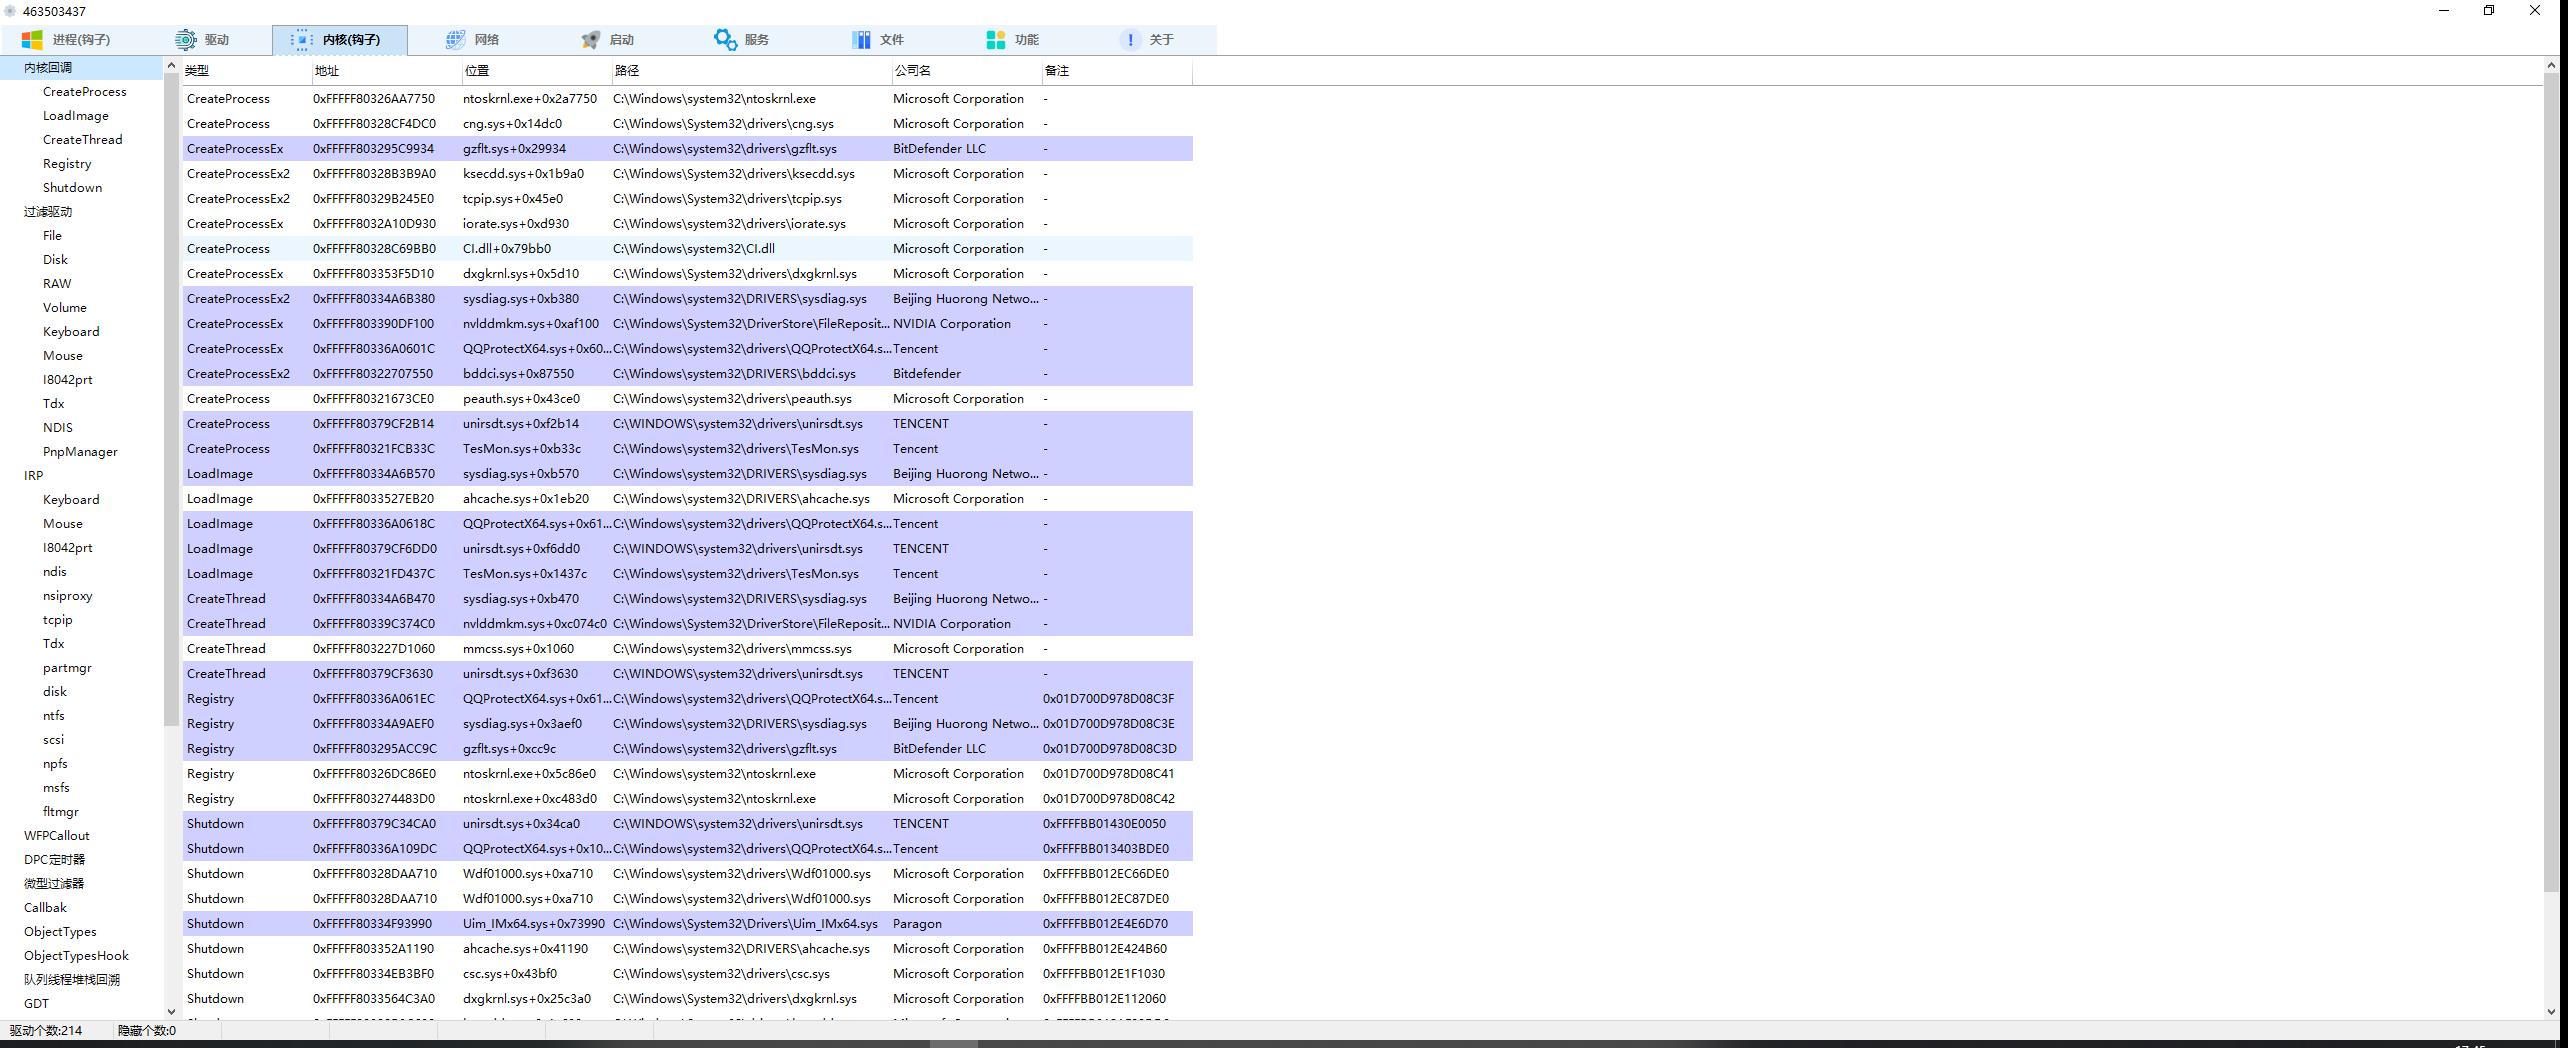 463503437
进程(钩子) 驱动 内核(钩子) 网络 启动 服务 文件 功能 关于
内核回调
CreateProcess
LoadImage
CreateThread
Registry
Shutdown
过滤驱动
File
Disk
RAW
Volume
Keyboard
Mouse
I8042prt
Tdx
NDIS
PnpManager
IRP
Keyboard
Mouse
I8042prt
ndis
nsiproxy
tcpip
Tdx
partmgr
disk
ntfs
scsi
npfs
msfs
fltmgr
WFPCallout
DPC定时器
微型过滤器
Callbak
ObjectTypes
ObjectTypesHook
队列线程堆栈回溯
GDT
类型 地址 位置 路径 公司名 备注
CreateProcess 0xFFFFF80326AA7750 ntoskrnl.exe+0x2a7750 C:\Windows\system32\ntoskrnl.exe Microsoft Corporation -
CreateProcess 0xFFFFF80328CF4DC0 cng.sys+0x14dc0 C:\Windows\System32\drivers\cng.sys Microsoft Corporation -
CreateProcessEx 0xFFFFF803295C9934 gzflt.sys+0x29934 C:\Windows\system32\drivers\gzflt.sys BitDefender LLC -
CreateProcessEx2 0xFFFFF80328B3B9A0 ksecdd.sys+0x1b9a0 C:\Windows\System32\drivers\ksecdd.sys Microsoft Corporation -
CreateProcessEx2 0xFFFFF80329B245E0 tcpip.sys+0x45e0 C:\Windows\System32\drivers\tcpip.sys Microsoft Corporation -
CreateProcessEx 0xFFFFF8032A10D930 iorate.sys+0xd930 C:\Windows\system32\drivers\iorate.sys Microsoft Corporation -
CreateProcess 0xFFFFF80328C69BB0 CI.dll+0x79bb0 C:\Windows\system32\CI.dll Microsoft Corporation -
CreateProcessEx 0xFFFFF803353F5D10 dxgkrnl.sys+0x5d10 C:\Windows\System32\drivers\dxgkrnl.sys Microsoft Corporation -
CreateProcessEx2 0xFFFFF80334A6B380 sysdiag.sys+0xb380 C:\Windows\system32\DRIVERS\sysdiag.sys Beijing Huorong Netwo... -
CreateProcessEx 0xFFFFF803390DF100 nvlddmkm.sys+0xaf100 C:\Windows\System32\DriverStore\FileReposit... NVIDIA Corporation -
CreateProcessEx 0xFFFFF80336A0601C QQProtectX64.sys+0x60... C:\Windows\system32\drivers\QQProtectX64.s... Tencent -
CreateProcessEx2 0xFFFFF80322707550 bddci.sys+0x87550 C:\Windows\system32\DRIVERS\bddci.sys Bitdefender -
CreateProcess 0xFFFFF80321673CE0 peauth.sys+0x43ce0 C:\Windows\system32\drivers\peauth.sys Microsoft Corporation -
CreateProcess 0xFFFFF80379CF2B14 unirsdt.sys+0xf2b14 C:\WINDOWS\system32\drivers\unirsdt.sys TENCENT -
CreateProcess 0xFFFFF80321FCB33C TesMon.sys+0xb33c C:\Windows\system32\drivers\TesMon.sys Tencent -
LoadImage 0xFFFFF80334A6B570 sysdiag.sys+0xb570 C:\Windows\system32\DRIVERS\sysdiag.sys Beijing Huorong Netwo... -
LoadImage 0xFFFFF8033527EB20 ahcache.sys+0x1eb20 C:\Windows\system32\DRIVERS\ahcache.sys Microsoft Corporation -
LoadImage 0xFFFFF80336A0618C QQProtectX64.sys+0x61... C:\Windows\system32\drivers\QQProtectX64.s... Tencent -
LoadImage 0xFFFFF80379CF6DD0 unirsdt.sys+0xf6dd0 C:\WINDOWS\system32\drivers\unirsdt.sys TENCENT -
LoadImage 0xFFFFF80321FD437C TesMon.sys+0x1437c C:\Windows\system32\drivers\TesMon.sys Tencent -
CreateThread 0xFFFFF80334A6B470 sysdiag.sys+0xb470 C:\Windows\system32\DRIVERS\sysdiag.sys Beijing Huorong Netwo... -
CreateThread 0xFFFFF80339C374C0 nvlddmkm.sys+0xc074c0 C:\Windows\System32\DriverStore\FileReposit... NVIDIA Corporation -
CreateThread 0xFFFFF803227D1060 mmcss.sys+0x1060 C:\Windows\system32\drivers\mmcss.sys Microsoft Corporation -
CreateThread 0xFFFFF80379CF3630 unirsdt.sys+0xf3630 C:\WINDOWS\system32\drivers\unirsdt.sys TENCENT -
Registry 0xFFFFF80336A061EC QQProtectX64.sys+0x61... C:\Windows\system32\drivers\QQProtectX64.s... Tencent 0x01D700D978D08C3F
Registry 0xFFFFF80334A9AEF0 sysdiag.sys+0x3aef0 C:\Windows\system32\DRIVERS\sysdiag.sys Beijing Huorong Netwo... 0x01D700D978D08C3E
Registry 0xFFFFF803295ACC9C gzflt.sys+0xcc9c C:\Windows\system32\drivers\gzflt.sys BitDefender LLC 0x01D700D978D08C3D
Registry 0xFFFFF80326DC86E0 ntoskrnl.exe+0x5c86e0 C:\Windows\system32\ntoskrnl.exe Microsoft Corporation 0x01D700D978D08C41
Registry 0xFFFFF803274483D0 ntoskrnl.exe+0xc483d0 C:\Windows\system32\ntoskrnl.exe Microsoft Corporation 0x01D700D978D08C42
Shutdown 0xFFFFF80379C34CA0 unirsdt.sys+0x34ca0 C:\WINDOWS\system32\drivers\unirsdt.sys TENCENT 0xFFFFBB01430E0050
Shutdown 0xFFFFF80336A109DC QQProtectX64.sys+0x10... C:\Windows\system32\drivers\QQProtectX64.s... Tencent 0xFFFFBB013403BDE0
Shutdown 0xFFFFF80328DAA710 Wdf01000.sys+0xa710 C:\Windows\system32\drivers\Wdf01000.sys Microsoft Corporation 0xFFFFBB012EC66DE0
Shutdown 0xFFFFF80328DAA710 Wdf01000.sys+0xa710 C:\Windows\system32\drivers\Wdf01000.sys Microsoft Corporation 0xFFFFBB012EC87DE0
Shutdown 0xFFFFF80334F93990 Uim_IMx64.sys+0x73990 C:\Windows\System32\Drivers\Uim_IMx64.sys Paragon 0xFFFFBB012E4E6D70
Shutdown 0xFFFFF803352A1190 ahcache.sys+0x41190 C:\Windows\system32\DRIVERS\ahcache.sys Microsoft Corporation 0xFFFFBB012E424B60
Shutdown 0xFFFFF80334EB3BF0 csc.sys+0x43bf0 C:\Windows\system32\drivers\csc.sys Microsoft Corporation 0xFFFFBB012E1F1030
Shutdown 0xFFFFF8033564C3A0 dxgkrnl.sys+0x25c3a0 C:\Windows\System32\drivers\dxgkrnl.sys Microsoft Corporation 0xFFFFBB012E112060
驱动个数:214 隐藏个数:0